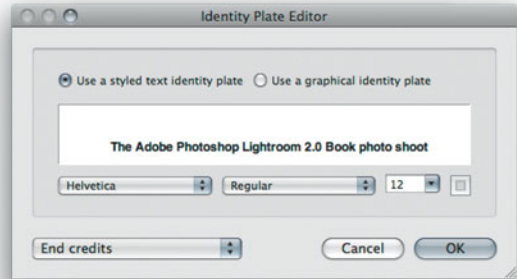 Identity Plate Editor
Use a styled text identity plate Use a graphical identity plate
The Adobe Photoshop Lightroom 2.0 Book photo shoot
Helvetica Regular 12
End credits Cancel OK